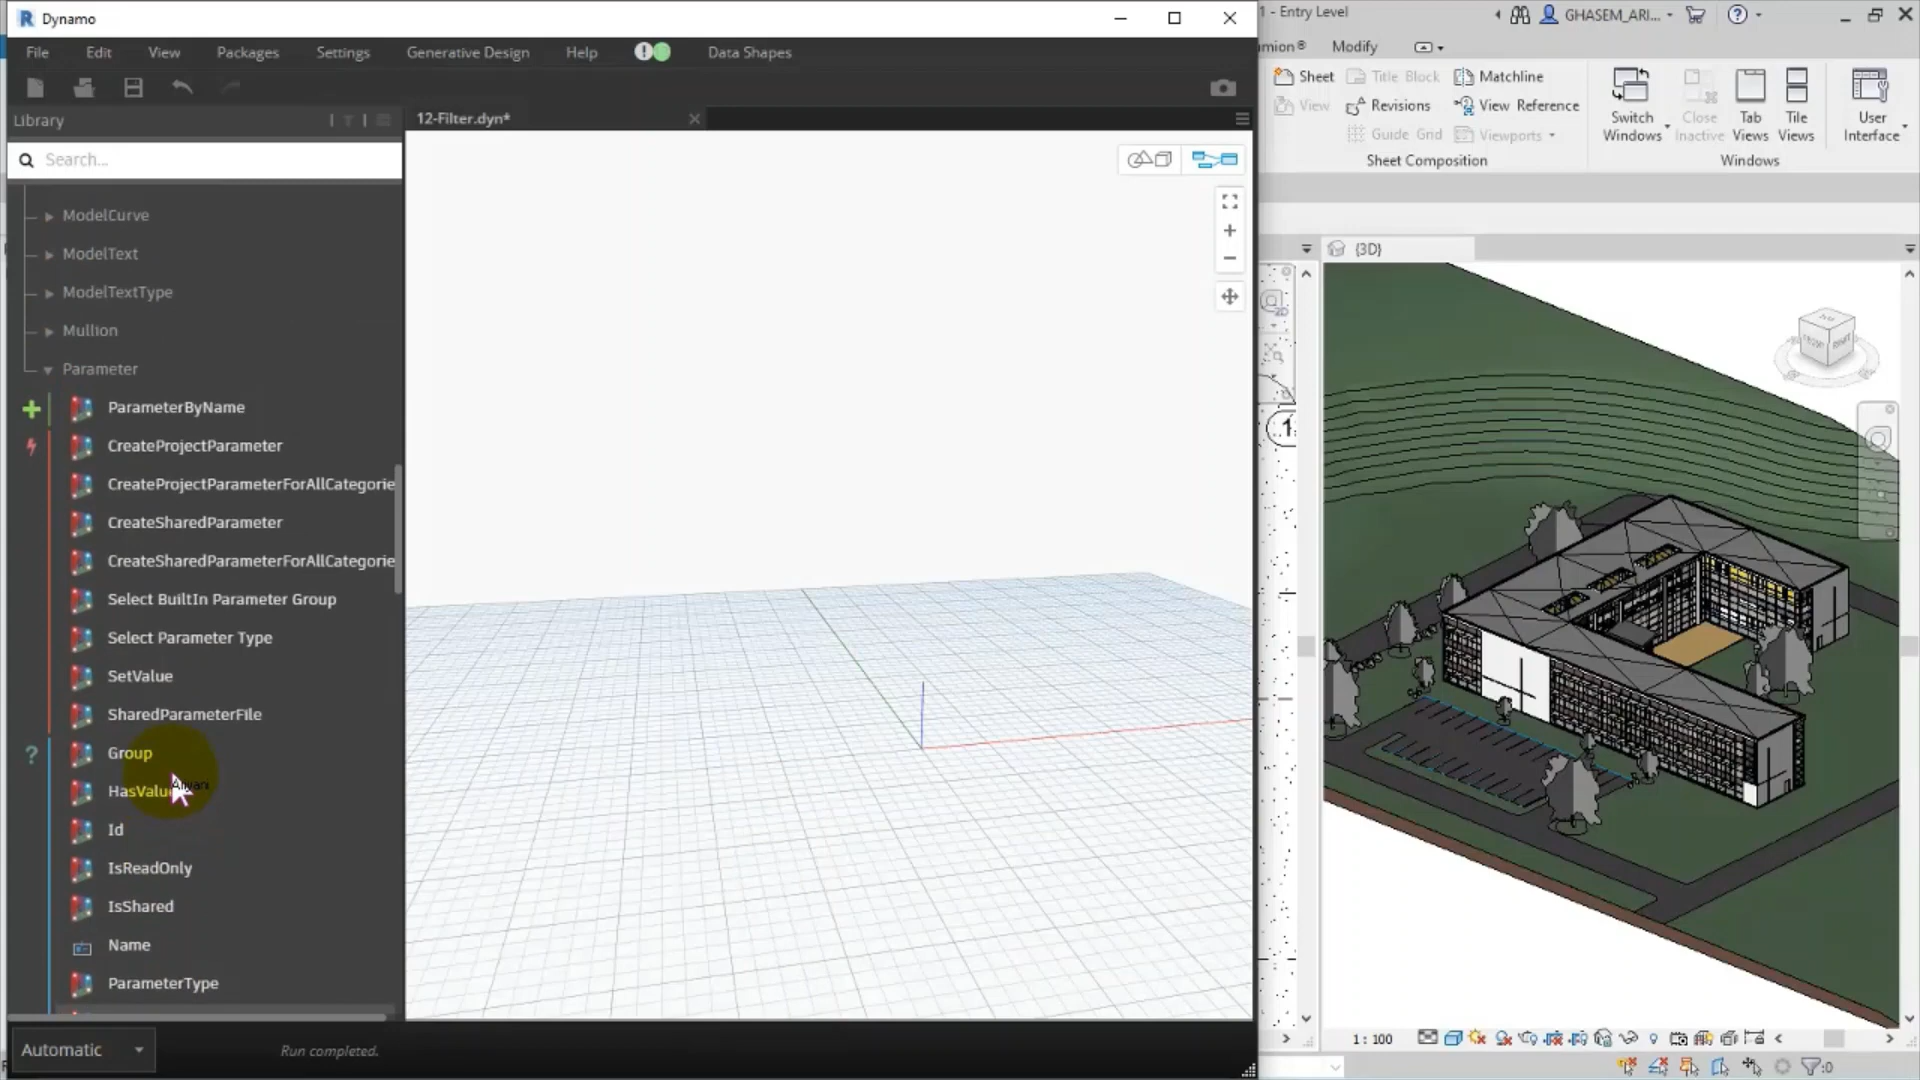 Dynamo
File Edit View Packages Settings Generative Design Help Data Shapes
Library
Search...
ModelCurve
ModelText
ModelTextType
Mullion
Parameter
ParameterByName
CreateProjectParameter
CreateProjectParameterForAllCategorie
CreateSharedParameter
CreateSharedParameterForAllCategorie
Select BuiltIn Parameter Group
Select Parameter Type
SetValue
SharedParameterFile
Group
HasValue
Id
IsReadOnly
IsShared
Name
ParameterType
Automatic
Run completed.
12-Filter.dyn*
1 - Entry Level
GHASEM_ARI...
mion® Modify
Sheet Title Block Matchline
View Revisions View Reference
Guide Grid Viewports
Sheet Composition
Switch Windows
Close Inactive
Tab Views
Tile Views
Windows
User Interface
{3D}
1
1 : 100
:0